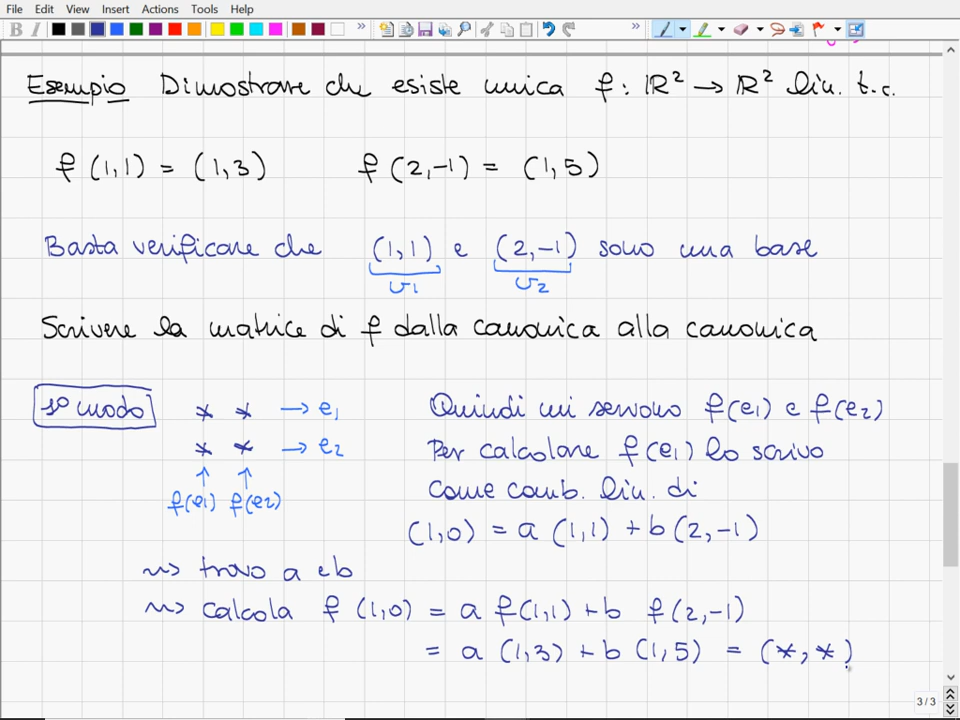 File Edit View Insert Actions Tools Help
B I
Esempio Dimostrare che esiste unica f: ℝ² → ℝ² lin. t.c.
f (1,1) = (1,3) f (2,-1) = (1,5)
Basta verificare che (1,1) e (2,-1) sono una base
v1 v2
Scrivere la matrice di f dalla canonica alla canonica
1º modo * * → e1 Quindi mi servono f(e1) e f(e2)
* * → e2 Per calcolare f(e1) lo scrivo
↑ ↑
f(e1) f(e2) come comb. lin. di
(1,0) = a (1,1) + b (2,-1)
⇝ trovo a e b
⇝ calcola f (1,0) = a f(1,1) + b f(2,-1)
= a (1,3) + b (1,5) = (*,*)
3 / 3